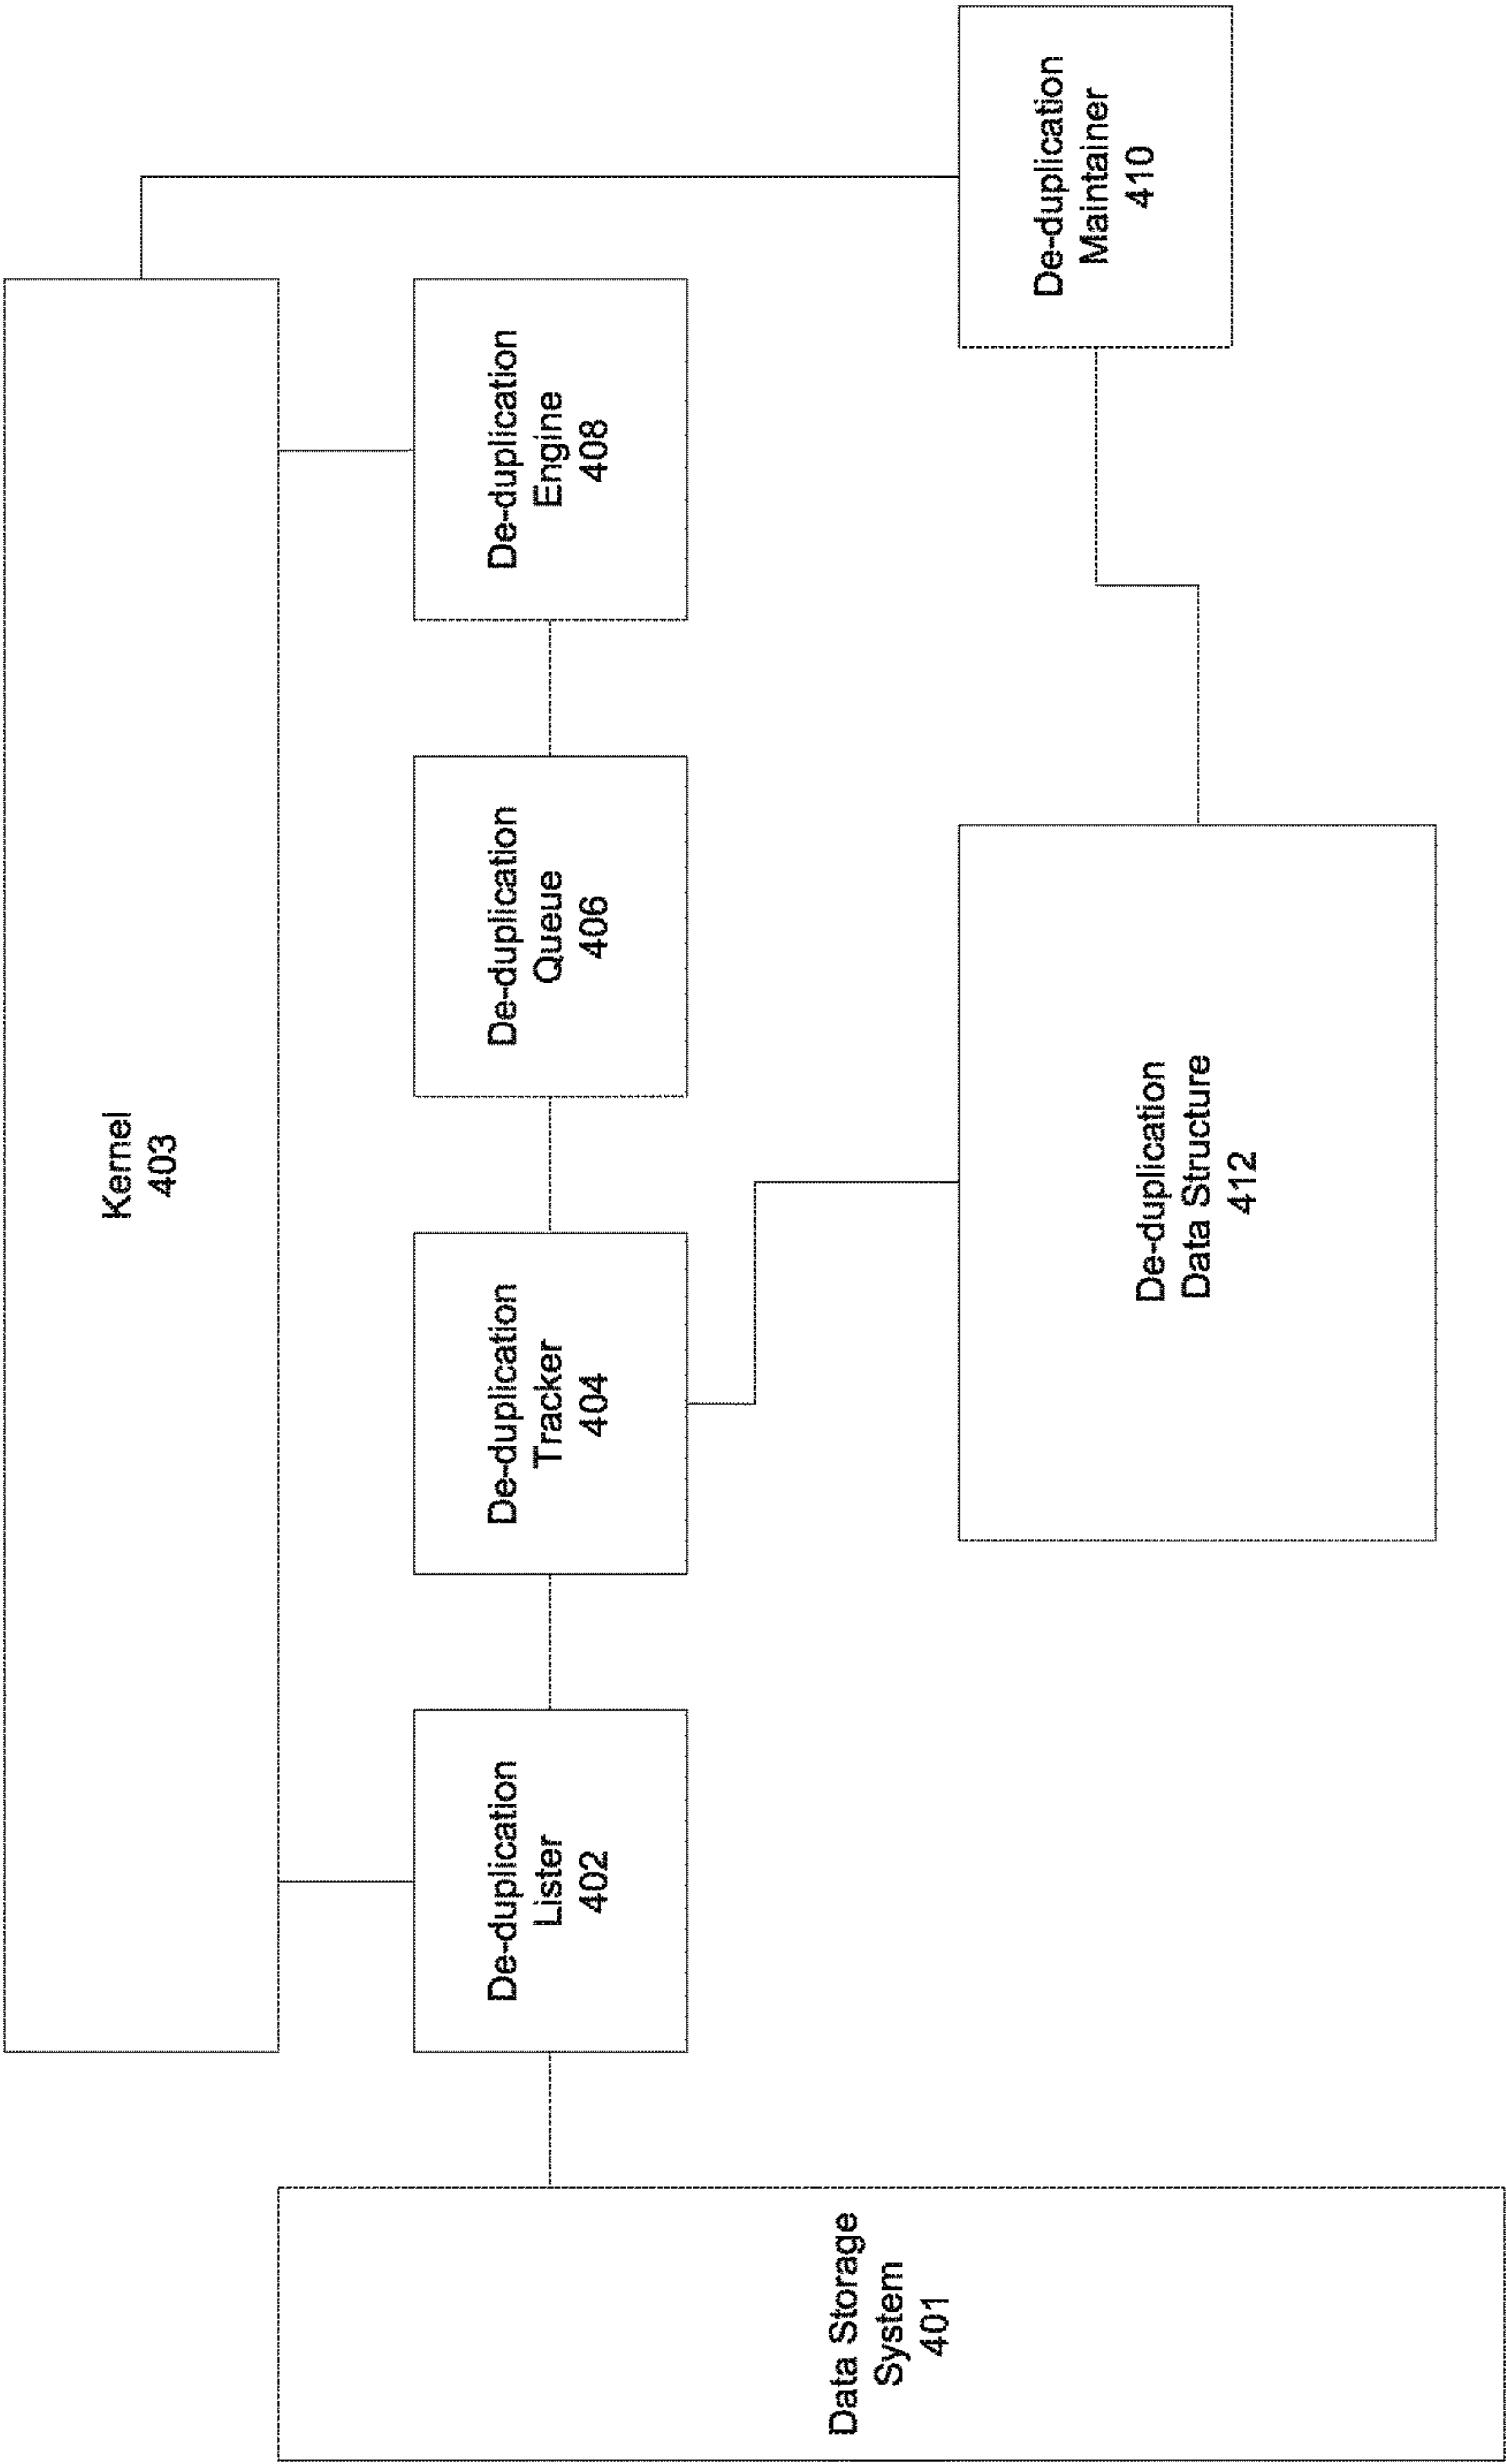 Kernel
403
Data Storage
System
401
De-duplication
Lister
402
De-duplication
Tracker
404
De-duplication
Queue
406
De-duplication
Engine
408
De-duplication
Data Structure
412
De-duplication
Maintainer
410